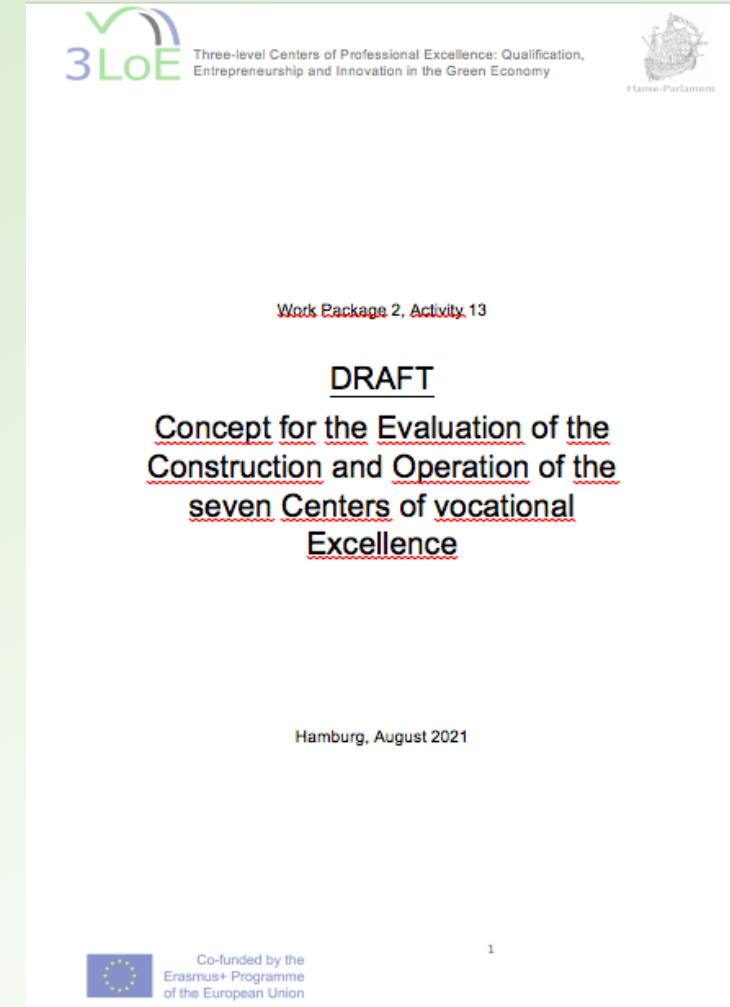 3LoE
Three-level Centers of Professional Excellence: Qualification,
Entrepreneurship and Innovation in the Green Economy
Hanse-Parlament
Work Package 2, Activity 13
DRAFT
Concept for the Evaluation of the
Construction and Operation of the
seven Centers of vocational
Excellence
Hamburg, August 2021
1
Co-funded by the
Erasmus+ Programme
of the European Union